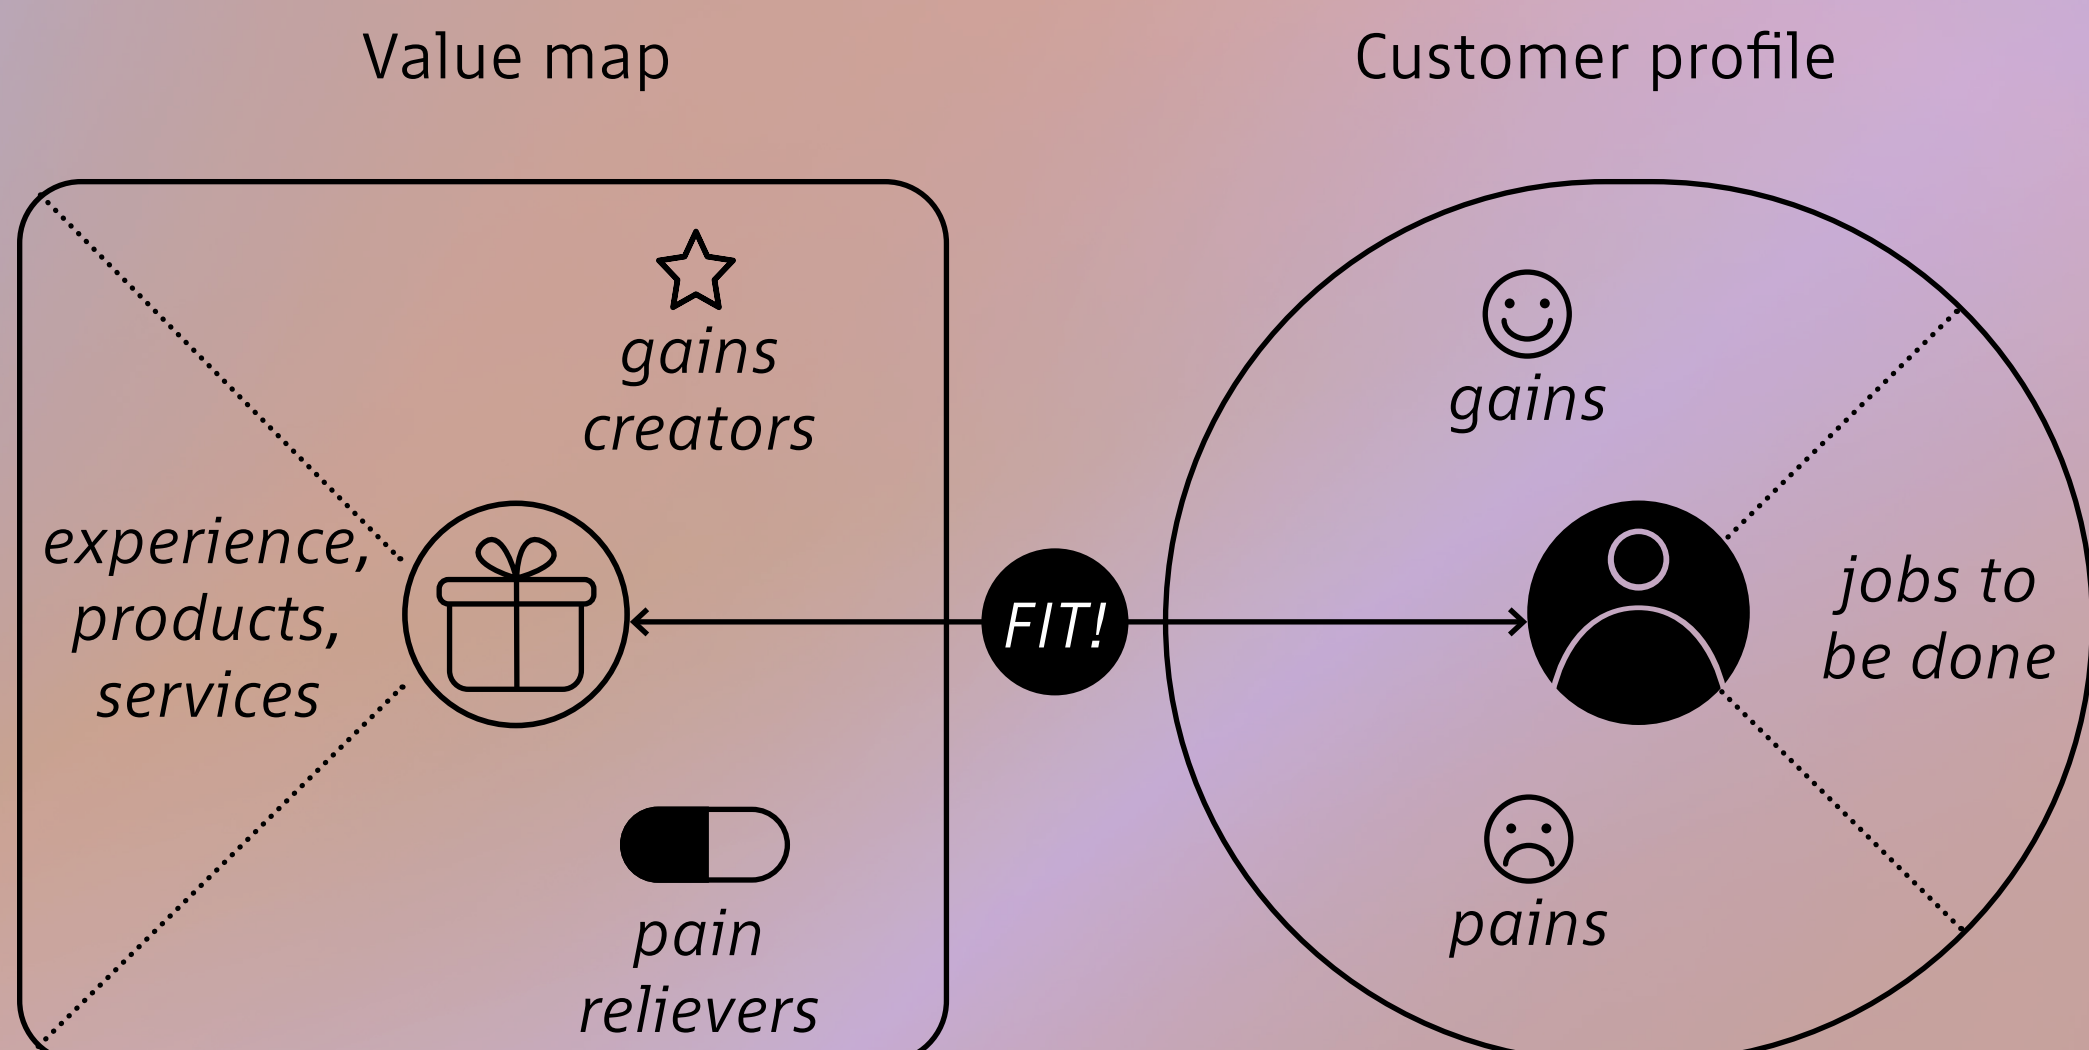 Value map
Customer profile
gains
creators
experience,
products,
services
pain
relievers
FIT!
gains
jobs to
be done
pains